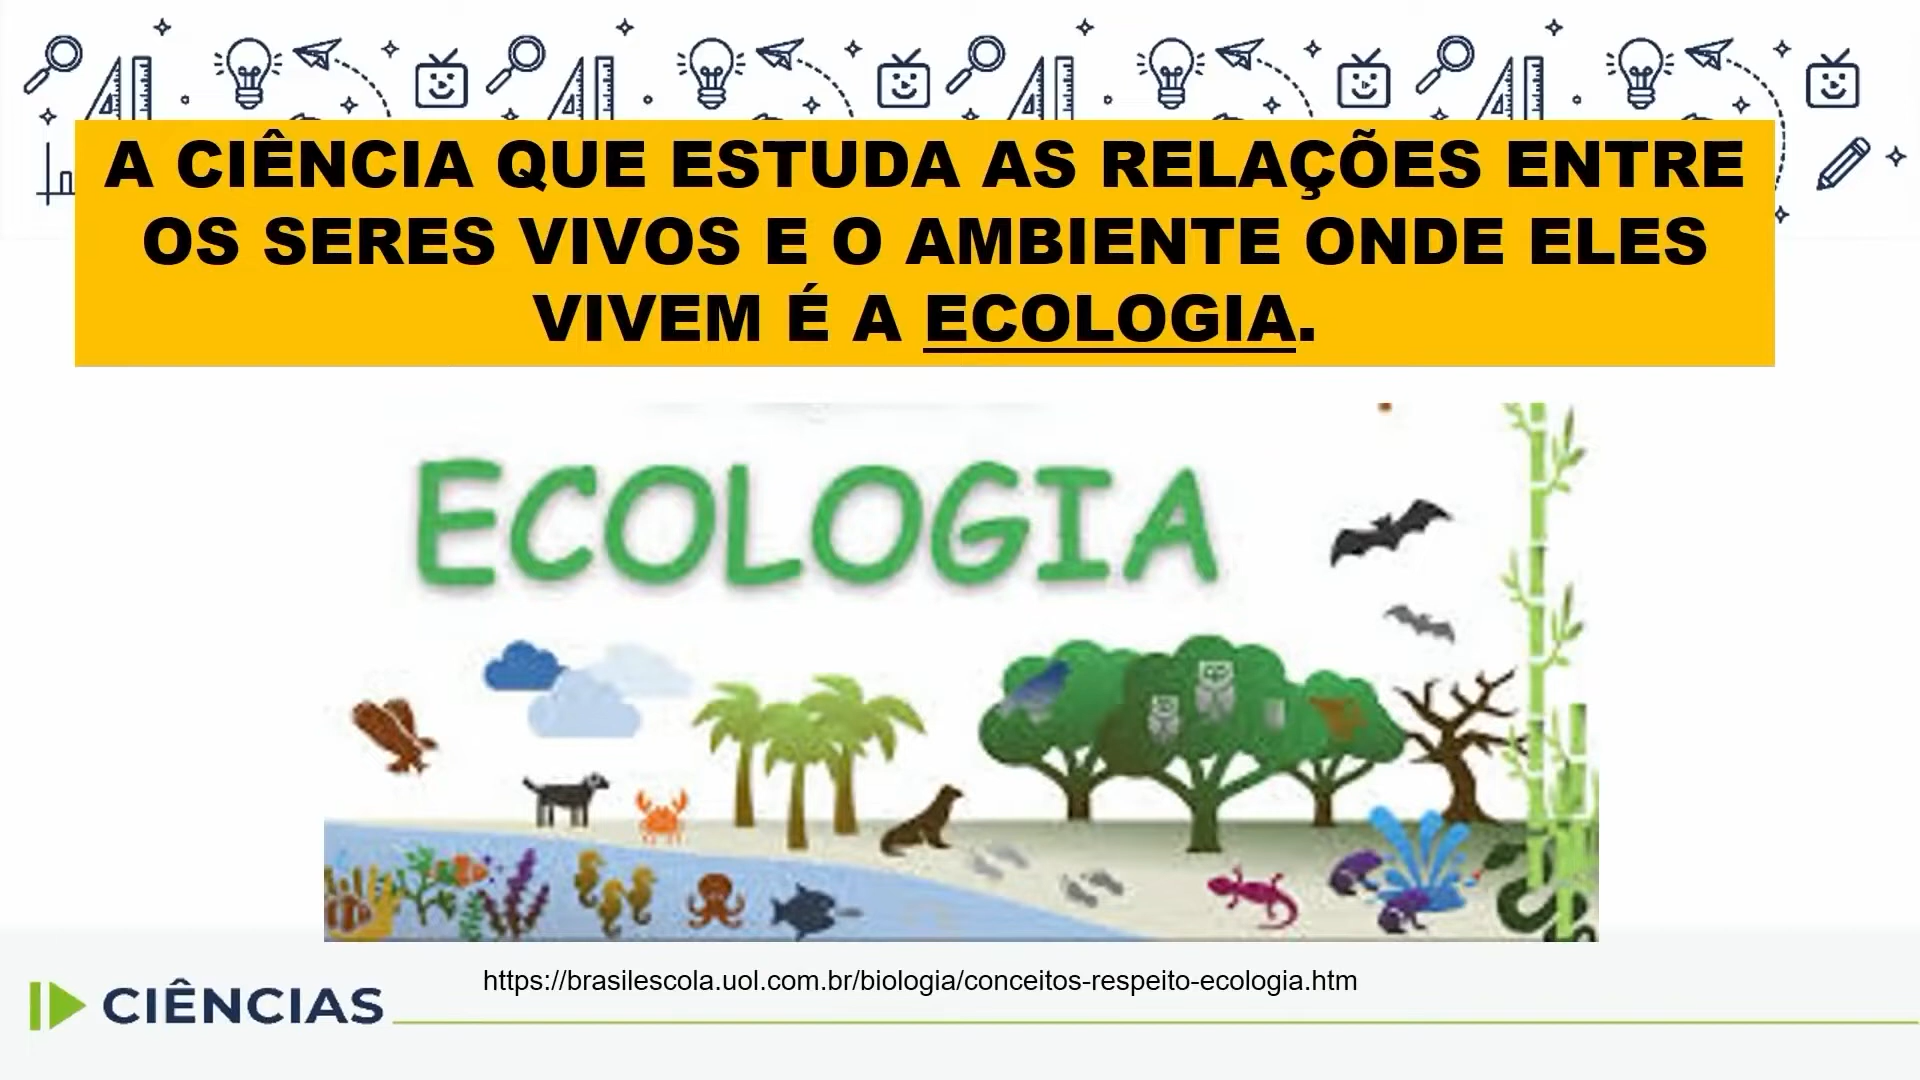 A CIÊNCIA QUE ESTUDA AS RELAÇÕES ENTRE
OS SERES VIVOS E O AMBIENTE ONDE ELES
VIVEM É A ECOLOGIA.
ECOLOGIA
https://brasilescola.uol.com.br/biologia/conceitos-respeito-ecologia.htm
CIÊNCIAS